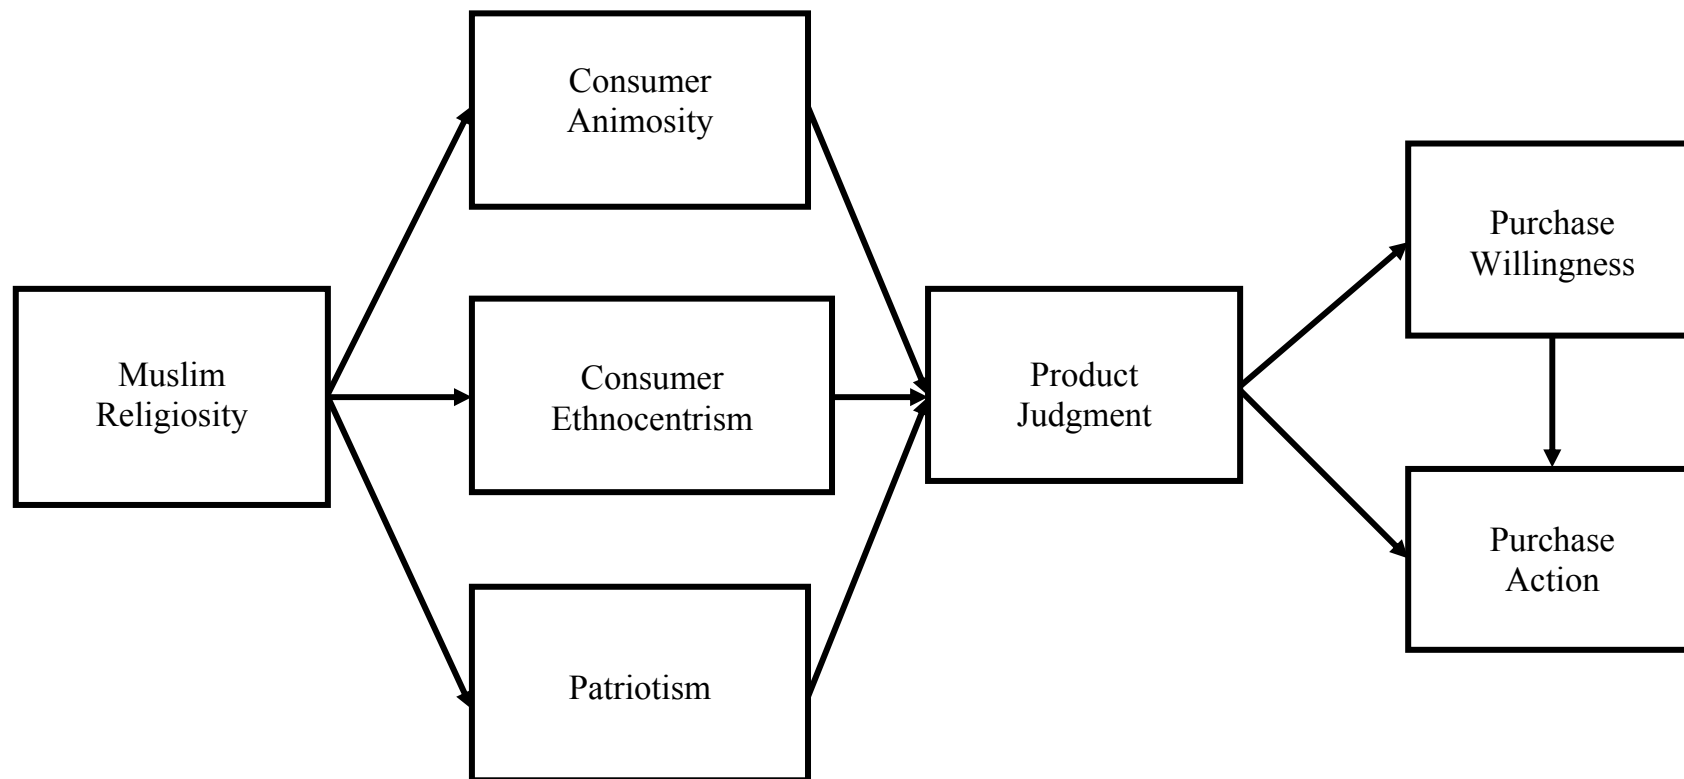 Consumer
Animosity
Purchase
Willingness
Muslim
Religiosity
Consumer
Ethnocentrism
Product
Judgment
Purchase
Action
Patriotism